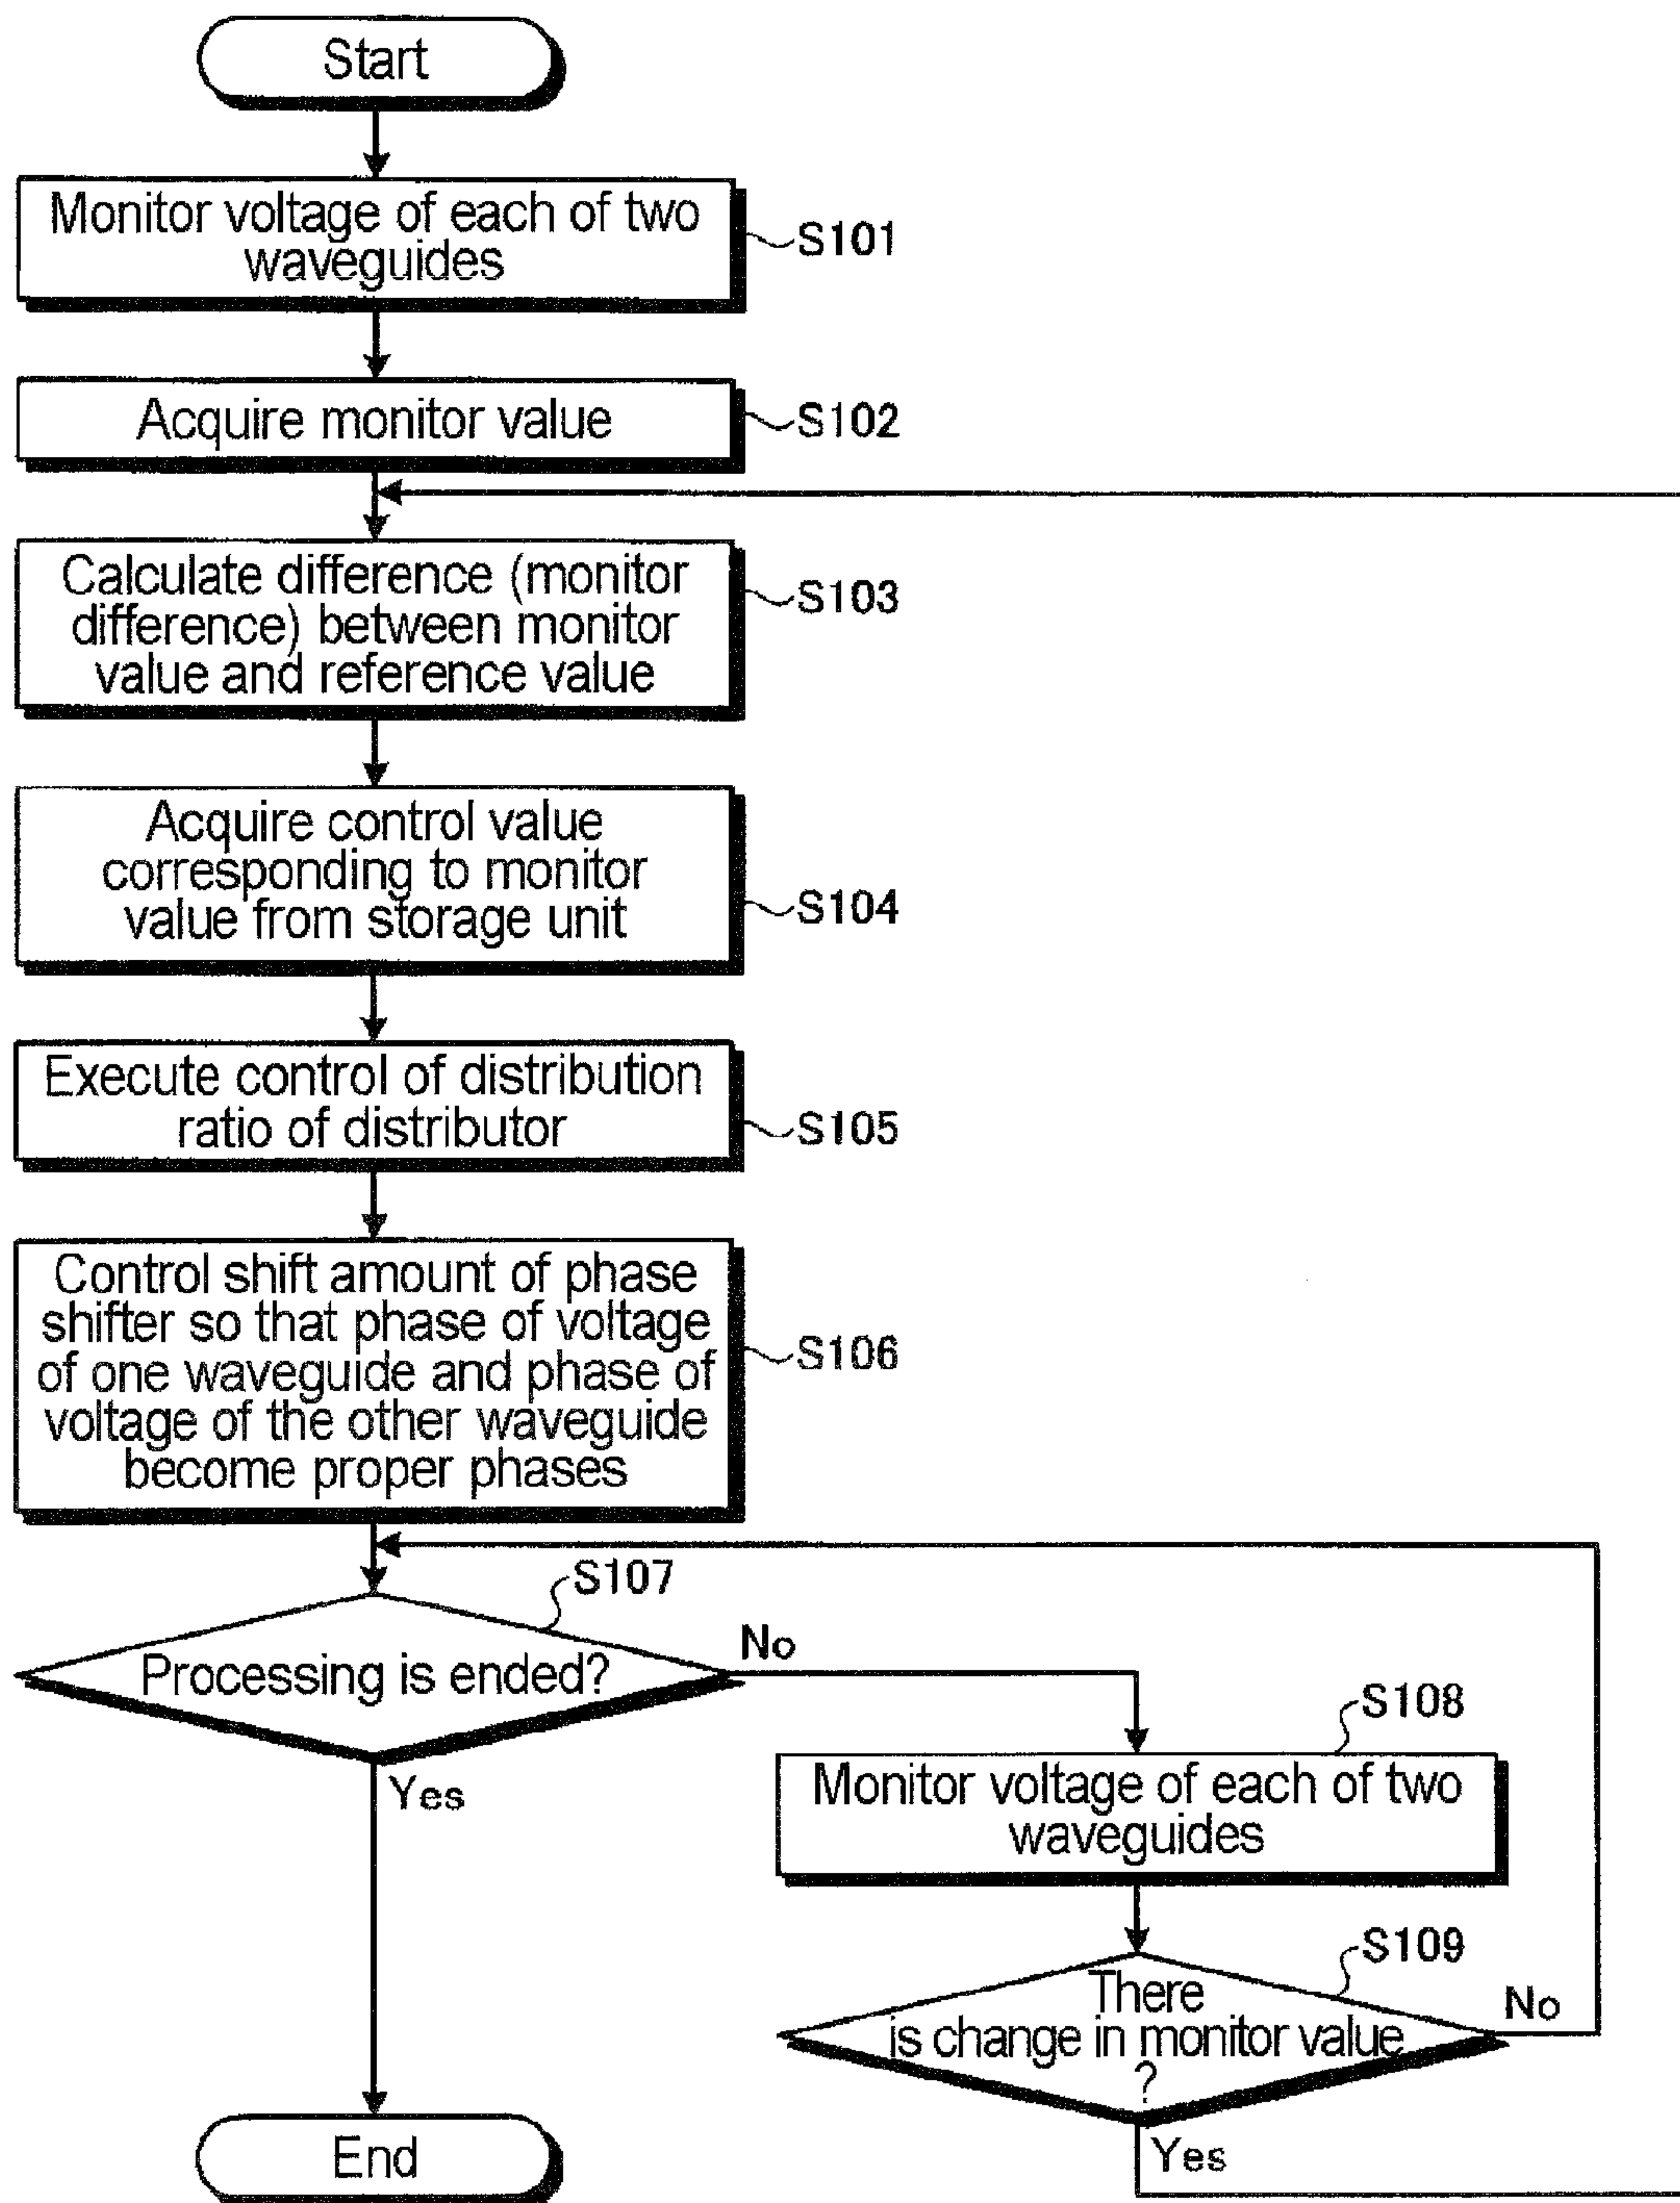 Start
Monitor voltage of each of two
waveguides
S101
Acquire monitor value
S102
Calculate difference (monitor
difference) between monitor
value and reference value
S103
Acquire control value
corresponding to monitor
value from storage unit
S104
Execute control of distribution
ratio of distributor
S105
Control shift amount of phase
shifter so that phase of voltage
of one waveguide and phase of
voltage of the other waveguide
become proper phases
S106
S107
Processing is ended?
No
Yes
S108
Monitor voltage of each of two
waveguides
S109
There
is change in monitor value
?
No
Yes
End